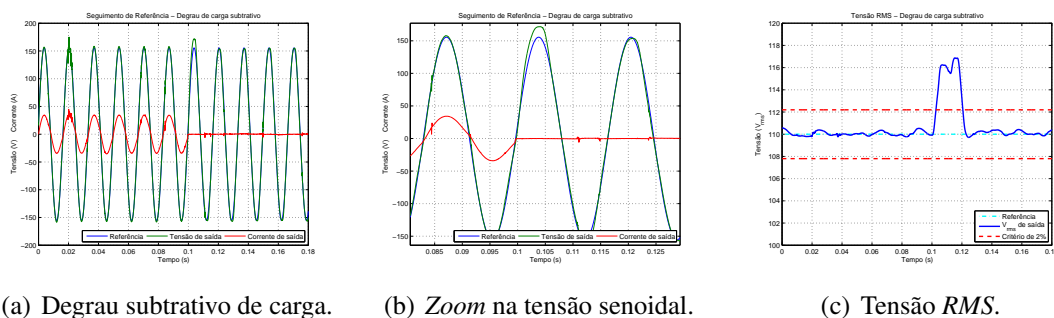 Seguimento de Referência – Degrau de carga subtrativo
200
150
100
50
0
−50
−100
−150
−200
Tensão (V) Corrente (A)
0 0.02 0.04 0.06 0.08 0.1 0.12 0.14 0.16 0.18
Tempo (s)
Referência Tensão de saída Corrente de saída
(a) Degrau subtrativo de carga.
Seguimento de Referência – Degrau de carga subtrativo
150
100
50
0
−50
−100
−150
Tensão (V) Corrente (A)
0.085 0.09 0.095 0.1 0.105 0.11 0.115 0.12 0.125
Tempo (s)
Referência Tensão de saída Corrente de saída
(b) Zoom na tensão senoidal.
Tensão RMS – Degrau de carga subtrativo
120
118
116
114
112
110
108
106
104
102
100
Tensão (Vrms)
0 0.02 0.04 0.06 0.08 0.1 0.12 0.14 0.16 0.18
Tempo (s)
Referência
Vrms de saída
Critério de 2%
(c) Tensão RMS.